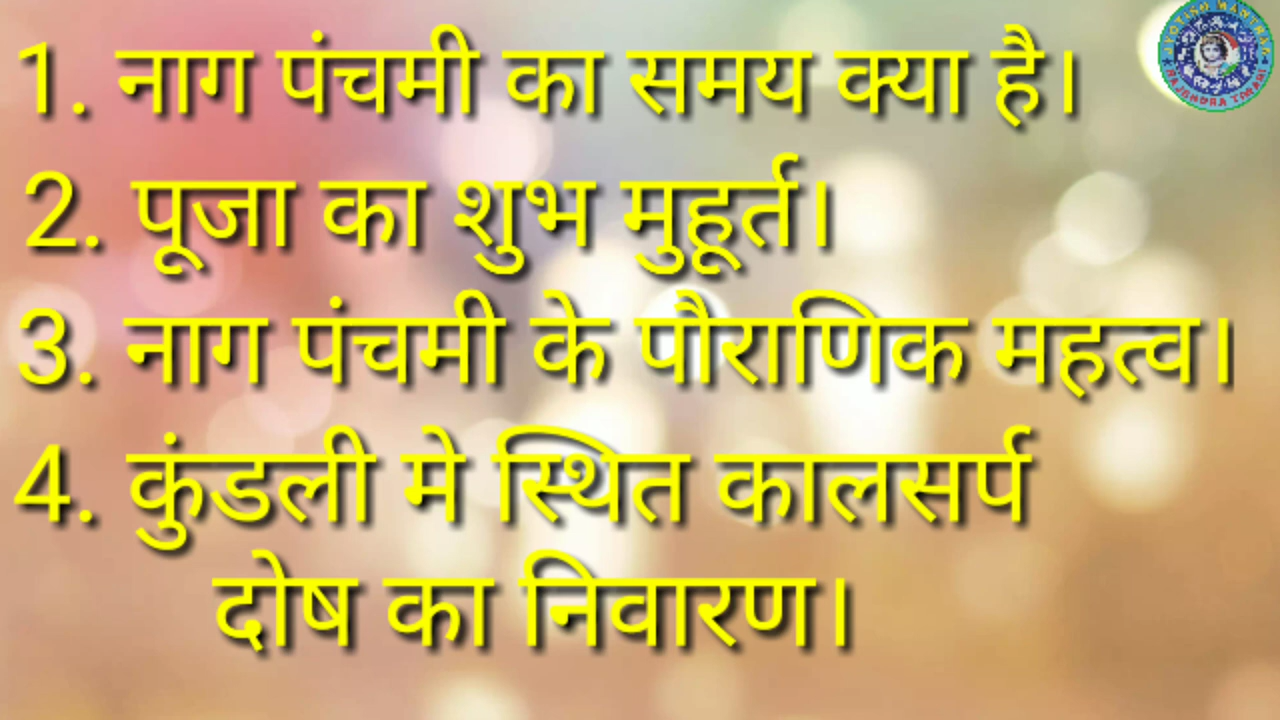 1. नाग पंचमी का समय क्या है।
2. पूजा का शुभ मुहूर्त।
3. नाग पंचमी के पौराणिक महत्व।
4. कुंडली मे स्थित कालसर्प
दोष का निवारण।